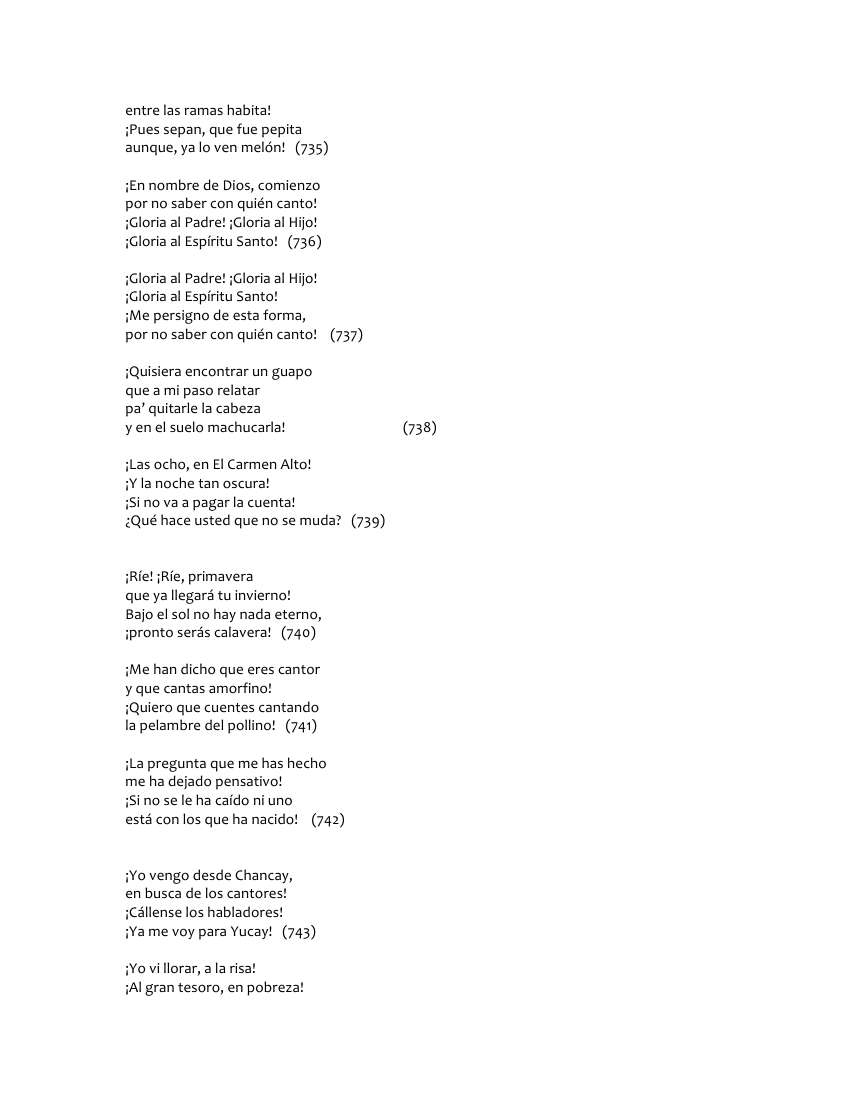 entre las ramas habita!
¡Pues sepan, que fue pepita
aunque, ya lo ven melón! (735)
¡En nombre de Dios, comienzo
por no saber con quién canto!
¡Gloria al Padre! ¡Gloria al Hijo!
¡Gloria al Espíritu Santo! (736)
¡Gloria al Padre! ¡Gloria al Hijo!
¡Gloria al Espíritu Santo!
¡Me persigno de esta forma,
por no saber con quién canto! (737)
¡Quisiera encontrar un guapo
que a mi paso relatar
pa’ quitarle la cabeza
y en el suelo machucarla! (738)
¡Las ocho, en El Carmen Alto!
¡Y la noche tan oscura!
¡Si no va a pagar la cuenta!
¿Qué hace usted que no se muda? (739)
¡Ríe! ¡Ríe, primavera
que ya llegará tu invierno!
Bajo el sol no hay nada eterno,
¡pronto serás calavera! (740)
¡Me han dicho que eres cantor
y que cantas amorfino!
¡Quiero que cuentes cantando
la pelambre del pollino! (741)
¡La pregunta que me has hecho
me ha dejado pensativo!
¡Si no se le ha caído ni uno
está con los que ha nacido! (742)
¡Yo vengo desde Chancay,
en busca de los cantores!
¡Cállense los habladores!
¡Ya me voy para Yucay! (743)
¡Yo vi llorar, a la risa!
¡Al gran tesoro, en pobreza!